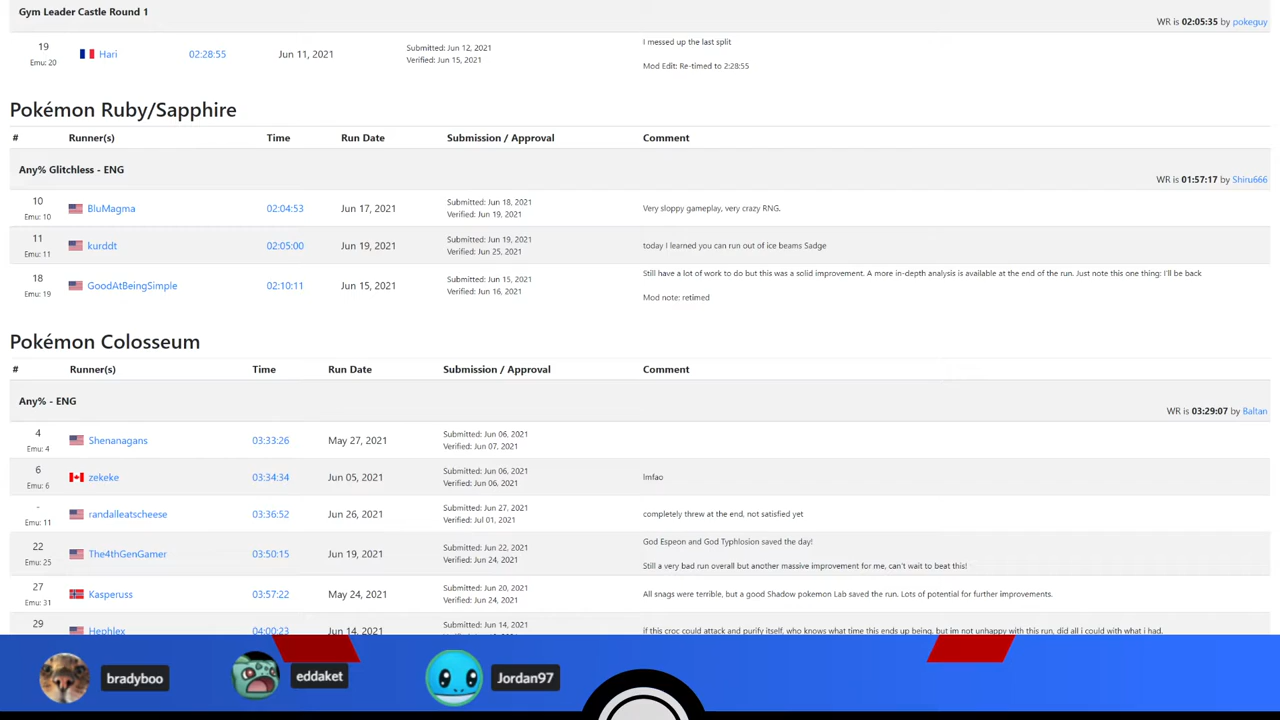 Gym Leader Castle Round 1
WR is 02:05:35 by pokeguy
19 Hari 02:28:55 Jun 11, 2021 Submitted: Jun 12, 2021 I messed up the last split
Emu: 20 Verified: Jun 15, 2021 Mod Edit: Re-timed to 2:28:55
Pokémon Ruby/Sapphire
# Runner(s) Time Run Date Submission / Approval Comment
Any% Glitchless - ENG
WR is 01:57:17 by Shiru666
10 BluMagma 02:04:53 Jun 17, 2021 Submitted: Jun 18, 2021 Very sloppy gameplay, very crazy RNG.
Emu: 10 Verified: Jun 19, 2021
11 kurddt 02:05:00 Jun 19, 2021 Submitted: Jun 19, 2021 today I learned you can run out of ice beams Sadge
Emu: 11 Verified: Jun 25, 2021
18 GoodAtBeingSimple 02:10:11 Jun 15, 2021 Submitted: Jun 15, 2021 Still have a lot of work to do but this was a solid improvement. A more in-depth analysis is available at the end of the run. Just note this one thing: I'll be back
Emu: 19 Verified: Jun 16, 2021 Mod note: retimed
Pokémon Colosseum
# Runner(s) Time Run Date Submission / Approval Comment
Any% - ENG
WR is 03:29:07 by Baltan
4 Shenanagans 03:33:26 May 27, 2021 Submitted: Jun 06, 2021
Emu: 4 Verified: Jun 07, 2021
6 zekeke 03:34:34 Jun 05, 2021 Submitted: Jun 06, 2021 lmfao
Emu: 6 Verified: Jun 06, 2021
- randalleatscheese 03:36:52 Jun 26, 2021 Submitted: Jun 27, 2021 completely threw at the end, not satisfied yet
Emu: 11 Verified: Jul 01, 2021
22 The4thGenGamer 03:50:15 Jun 19, 2021 Submitted: Jun 22, 2021 God Espeon and God Typhlosion saved the day!
Emu: 25 Verified: Jun 24, 2021 Still a very bad run overall but another massive improvement for me, can't wait to beat this!
27 Kasperuss 03:57:22 May 24, 2021 Submitted: Jun 20, 2021 All snags were terrible, but a good Shadow pokemon Lab saved the run. Lots of potential for further improvements.
Emu: 31 Verified: Jun 24, 2021
29 Hephlex 04:00:23 Jun 14, 2021 Submitted: Jun 14, 2021 if this croc could attack and purify itself, who knows what time this ends up being, but im not unhappy with this run, did all i could with what i had.
bradyboo eddaket Jordan97